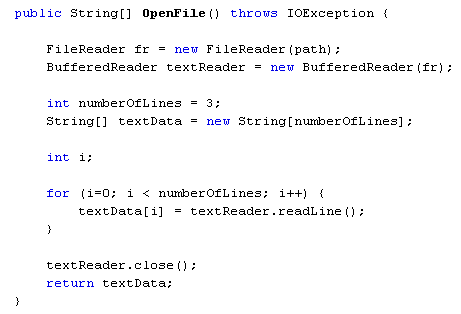 public String[] OpenFile() throws IOException {
FileReader fr = new FileReader(path);
BufferedReader textReader = new BufferedReader(fr);
int numberOfLines = 3;
String[] textData = new String[numberOfLines];
int i;
for (i=0; i < numberOfLines; i++) {
textData[i] = textReader.readLine();
}
textReader.close();
return textData;
}